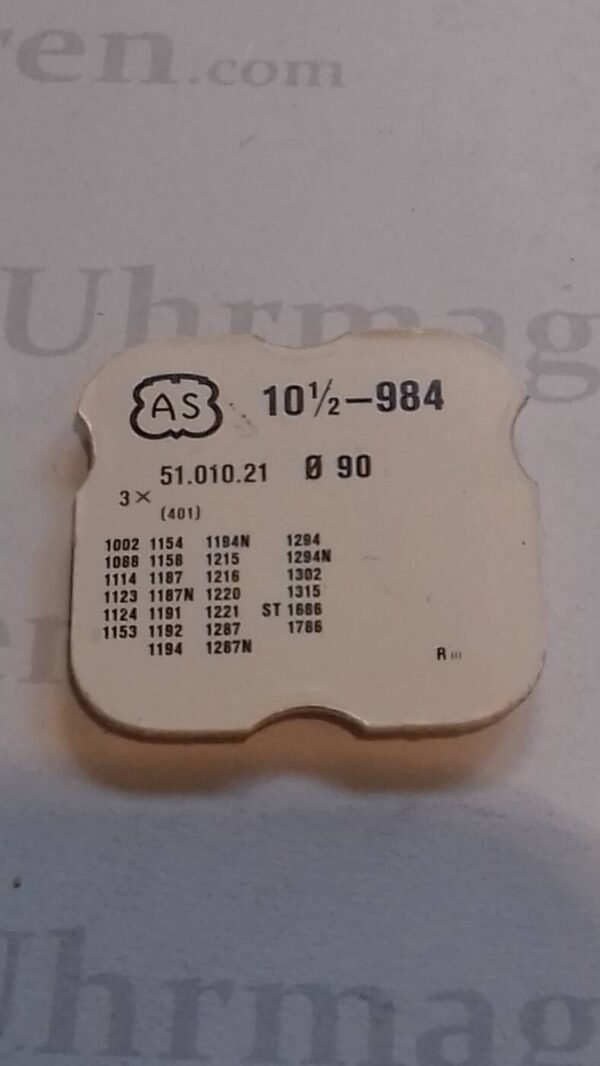 ren.com
Uhrmag
AS 10½–984
51.010.21 Ø 90
3×
(401)
1002 1154 1194N 1294
1088 1158 1215 1294N
1114 1187 1216 1302
1123 1187N 1220 1315
1124 1191 1221 ST 1686
1153 1192 1287 1786
1194 1287N
R
en
Uhrmag